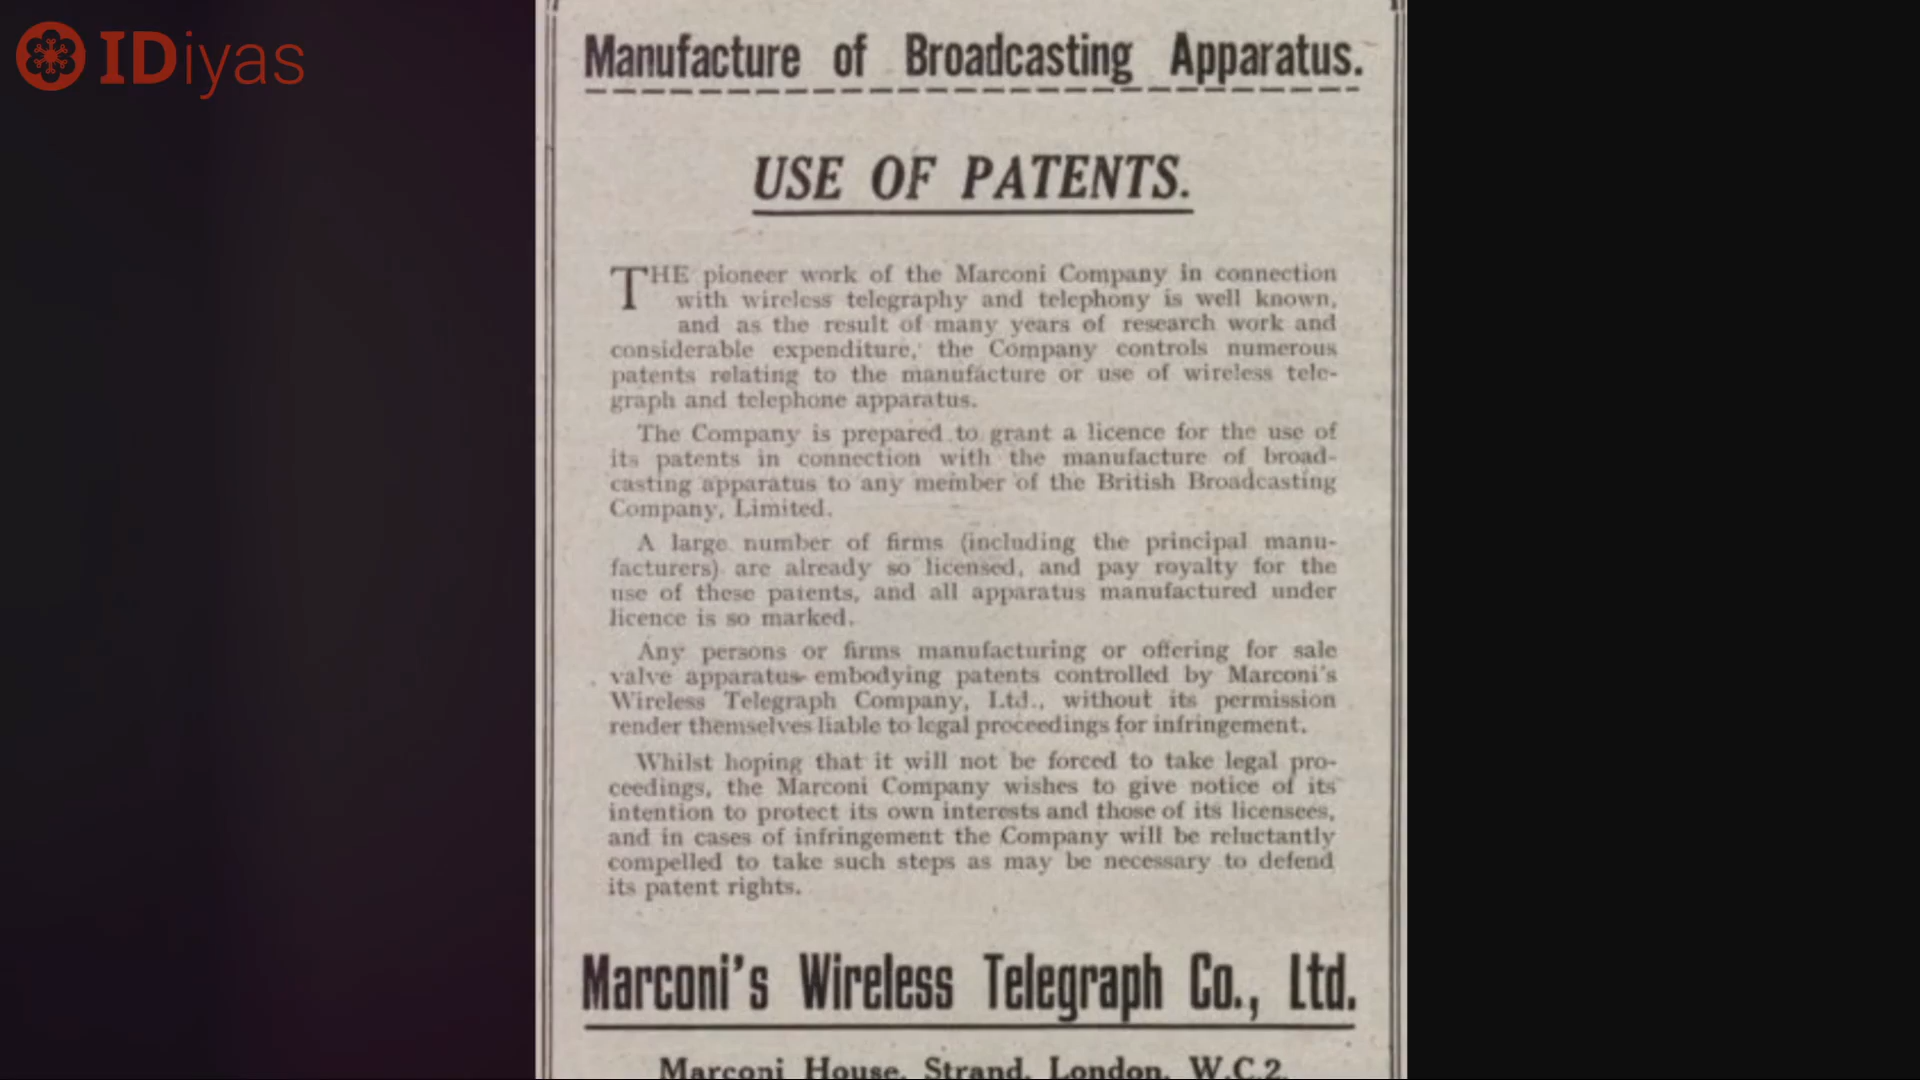 IDiyas
Manufacture of Broadcasting Apparatus.
USE OF PATENTS.
THE pioneer work of the Marconi Company in connection
with wireless telegraphy and telephony is well known,
and as the result of many years of research work and
considerable expenditure, the Company controls numerous
patents relating to the manufacture or use of wireless tele-
graph and telephone apparatus.
The Company is prepared to grant a licence for the use of
its patents in connection with the manufacture of broad-
casting apparatus to any member of the British Broadcasting
Company, Limited.
A large number of firms (including the principal manu-
facturers) are already so licensed, and pay royalty for the
use of these patents, and all apparatus manufactured under
licence is so marked.
Any persons or firms manufacturing or offering for sale
valve apparatus embodying patents controlled by Marconi's
Wireless Telegraph Company, Ltd., without its permission
render themselves liable to legal proceedings for infringement.
Whilst hoping that it will not be forced to take legal pro-
ceedings, the Marconi Company wishes to give notice of its
intention to protect its own interests and those of its licensees,
and in cases of infringement the Company will be reluctantly
compelled to take such steps as may be necessary to defend
its patent rights.
Marconi's Wireless Telegraph Co., Ltd.
Marconi House, Strand, London, W.C.2.